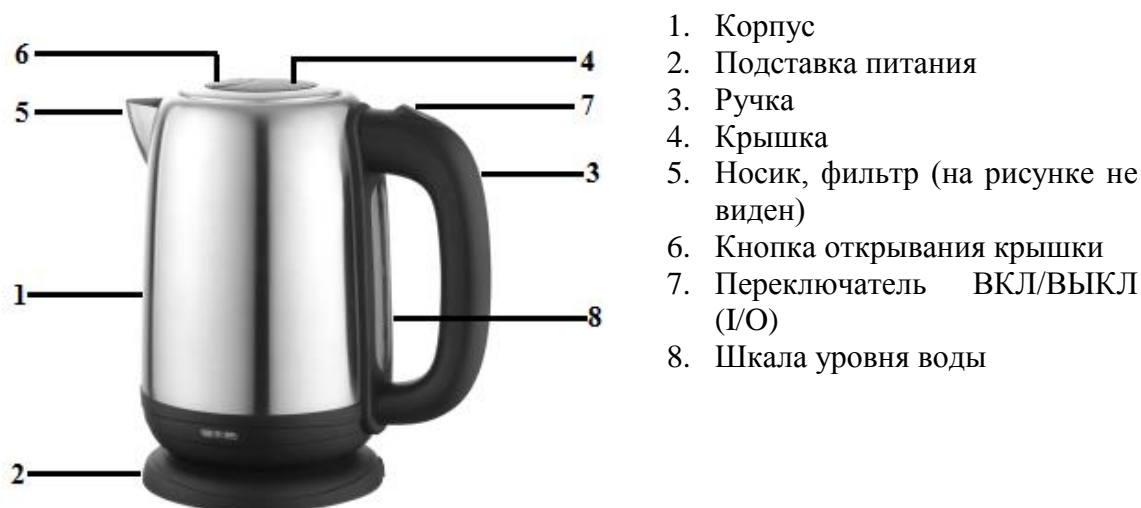 6
4
5
7
3
1
8
2
1. Корпус
2. Подставка питания
3. Ручка
4. Крышка
5. Носик, фильтр (на рисунке не
виден)
6. Кнопка открывания крышки
7. Переключатель ВКЛ/ВЫКЛ
(I/O)
8. Шкала уровня воды